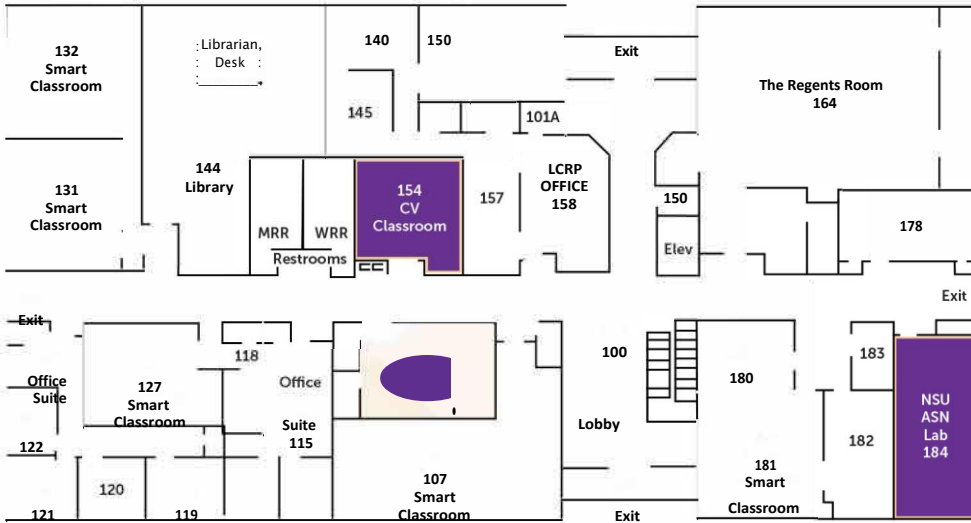 132
Smart
Classroom
Librarian,
Desk
140
150
Exit
The Regents Room
164
145
101A
131
Smart
Classroom
144
Library
154
CV
Classroom
157
LCRP
OFFICE
158
150
178
MRR
WRR
Restrooms
Elev
Exit
Exit
118
100
183
Office
Suite
127
Smart
Classroom
Office
Suite
115
180
NSU
ASN
Lab
184
Lobby
122
182
107
Smart
Classroom
181
Smart
Classroom
120
121
119
Exit